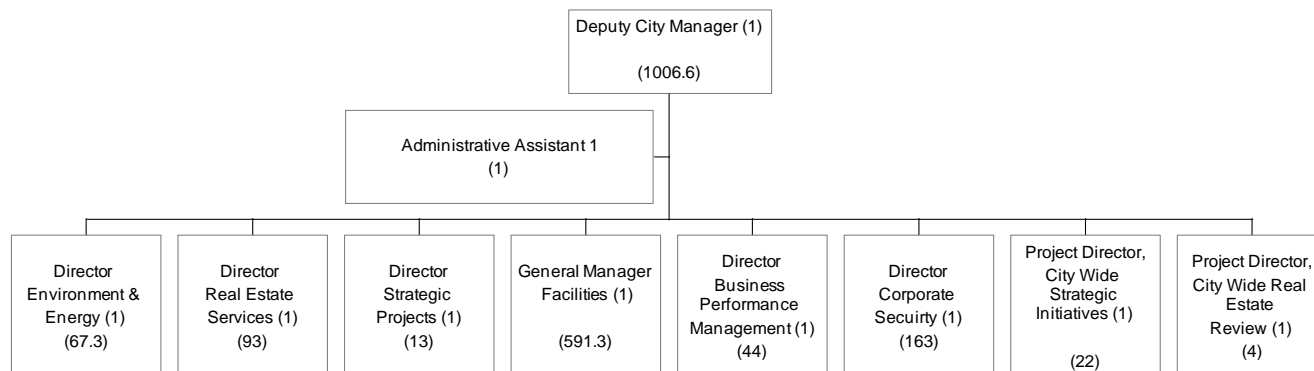 Deputy City Manager (1)
(1006.6)
Administrative Assistant 1
(1)
Director
Environment &
Energy (1)
(67.3)
Director
Real Estate
Services (1)
(93)
Director
Strategic
Projects (1)
(13)
General Manager
Facilities (1)
(591.3)
Director
Business
Performance
Management (1)
(44)
Director
Corporate
Secuirty (1)
(163)
Project Director,
City Wide
Strategic
Initiatives (1)
(22)
Project Director,
City Wide Real
Estate
Review (1)
(4)